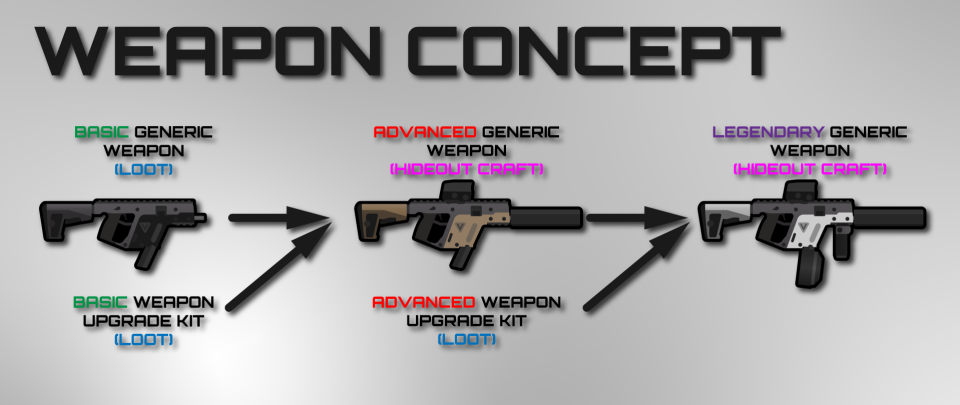 WEAPON CONCEPT
BASIC GENERIC
WEAPON
(LOOT)
ADVANCED GENERIC
WEAPON
(HIDEOUT CRAFT)
LEGENDARY GENERIC
WEAPON
(HIDEOUT CRAFT)
BASIC WEAPON
UPGRADE KIT
(LOOT)
ADVANCED WEAPON
UPGRADE KIT
(LOOT)